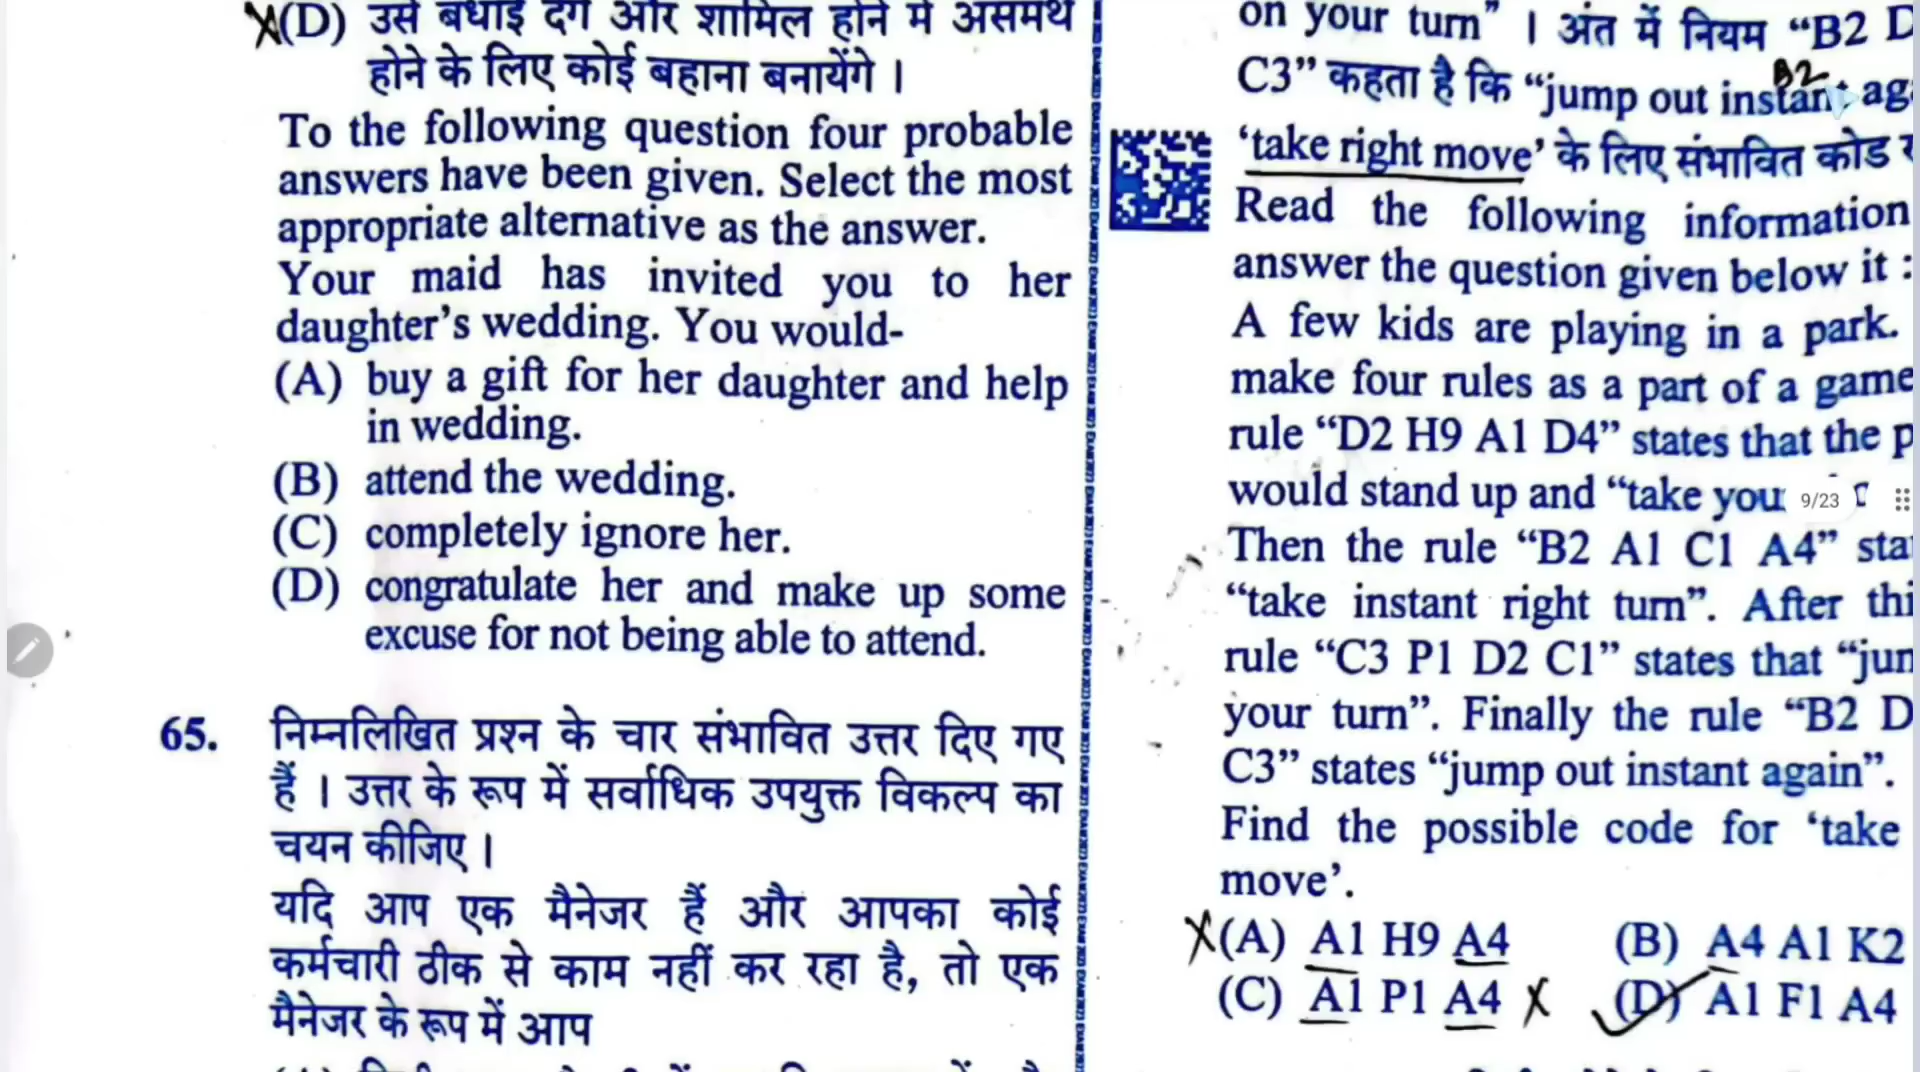 X(D) उसे बधाई देंगे और शामिल होने में असमर्थ
होने के लिए कोई बहाना बनायेंगे ।
To the following question four probable
answers have been given. Select the most
appropriate alternative as the answer.
Your maid has invited you to her
daughter's wedding. You would-
(A) buy a gift for her daughter and help
in wedding.
(B) attend the wedding.
(C) completely ignore her.
(D) congratulate her and make up some
excuse for not being able to attend.
65. निम्नलिखित प्रश्न के चार संभावित उत्तर दिए गए
हैं । उत्तर के रूप में सर्वाधिक उपयुक्त विकल्प का
चयन कीजिए ।
यदि आप एक मैनेजर हैं और आपका कोई
कर्मचारी ठीक से काम नहीं कर रहा है, तो एक
मैनेजर के रूप में आप
on your turn” । अंत में नियम “B2 D
C3” कहता है कि “jump out instant
B2
‘take right move’ के लिए संभावित कोड
Read the following information
answer the question given below it :
A few kids are playing in a park.
make four rules as a part of a game
rule “D2 H9 A1 D4” states that the
would stand up and “take
9/23
Then the rule “B2 A1 C1 A4”
“take instant right turn”. After
rule “C3 P1 D2 C1” states that
your turn”. Finally the rule “B2 D
C3” states “jump out instant again”.
Find the possible code for ‘take
move’.
X(A) A1 H9 A4 (B) A4 A1 K2
(C) A1 P1 A4 X (D) A1 F1 A4